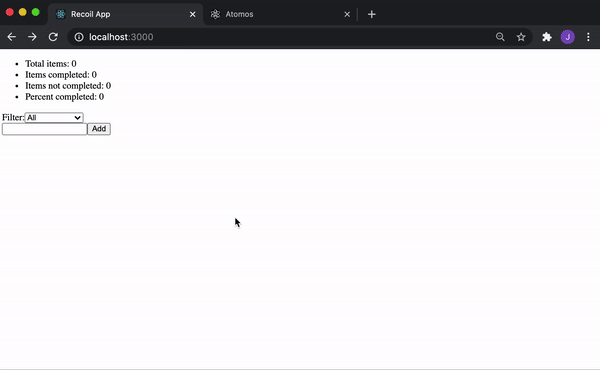 Recoil App
Atomos
localhost:3000
J
Total items: 0
Items completed: 0
Items not completed: 0
Percent completed: 0
Filter: All
Add